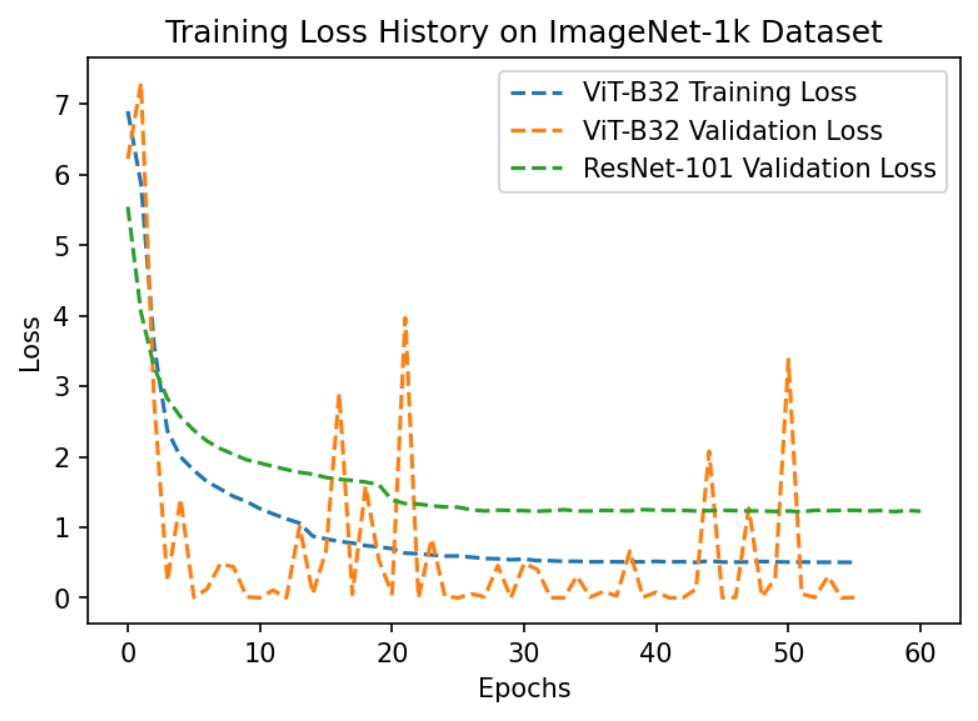 Training Loss History on ImageNet-1k Dataset
ViT-B32 Training Loss
ViT-B32 Validation Loss
ResNet-101 Validation Loss
Loss
7
6
5
4
3
2
1
0
0 10 20 30 40 50 60
Epochs